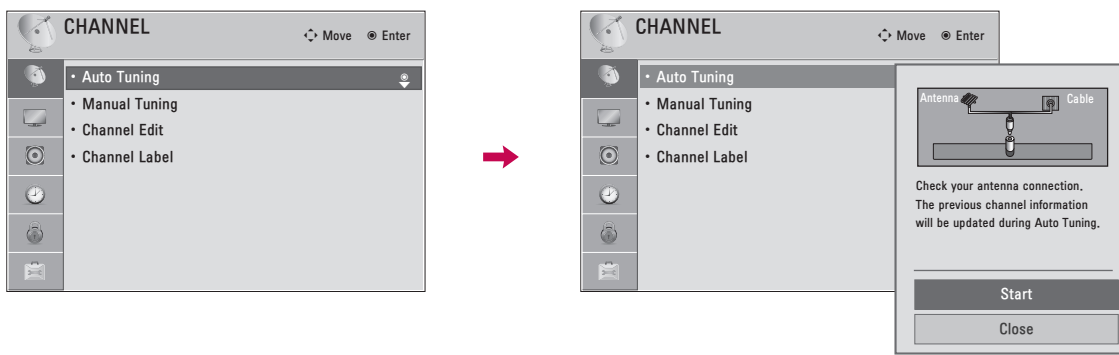 CHANNEL
Move Enter
• Auto Tuning
• Manual Tuning
• Channel Edit
• Channel Label
CHANNEL
Move Enter
• Auto Tuning
• Manual Tuning
• Channel Edit
• Channel Label
Antenna Cable
Check your antenna connection.
The previous channel information
will be updated during Auto Tuning.
Start
Close